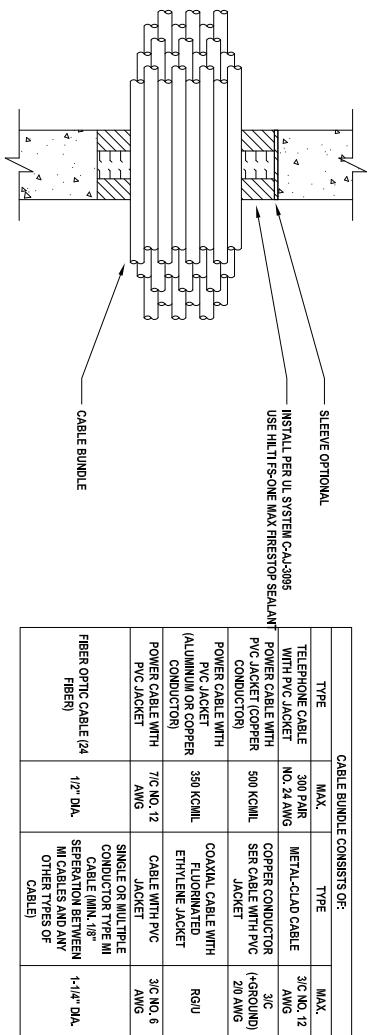 SLEEVE OPTIONAL
INSTALL PER UL SYSTEM C-AJ-3095
USE HILTI FS-ONE MAX FIRESTOP SEALANT
CABLE BUNDLE
CABLE BUNDLE CONSISTS OF:
TYPE MAX. TYPE MAX.
TELEPHONE CABLE
WITH PVC JACKET
300 PAIR
NO. 24 AWG
METAL-CLAD CABLE
3/C NO. 12
AWG
POWER CABLE WITH
PVC JACKET (COPPER
CONDUCTOR)
500 KCMIL
COPPER CONDUCTOR
SER CABLE WITH PVC
JACKET
3/C
(+GROUND)
2/0 AWG
POWER CABLE WITH
PVC JACKET
(ALUMINUM OR COPPER
CONDUCTOR)
350 KCMIL
COAXIAL CABLE WITH
FLUORINATED
ETHYLENE JACKET
RG/U
POWER CABLE WITH
PVC JACKET
7/C NO. 12
AWG
CABLE WITH PVC
JACKET
3/C NO. 6
AWG
FIBER OPTIC CABLE (24
FIBER)
1/2" DIA.
SINGLE OR MULTIPLE
CONDUCTOR TYPE MI
CABLE (MIN. 1/8"
SEPERATION BETWEEN
MI CABLES AND ANY
OTHER TYPES OF
CABLE)
1-1/4" DIA.